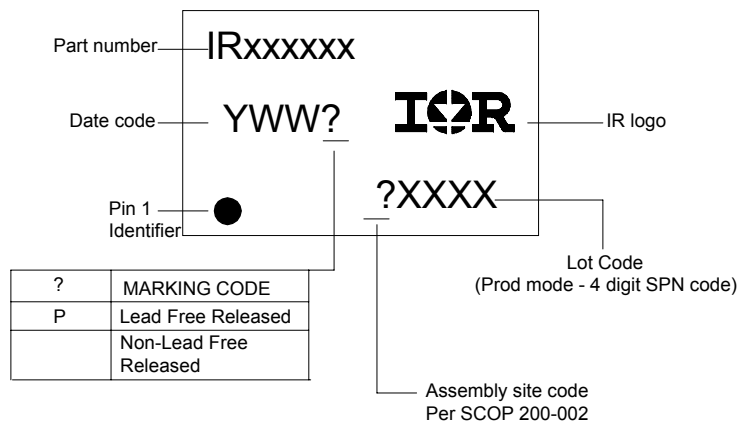 Part number
IRxxxxxx
Date code
YWW?
IOR
IR logo
?XXXX
Pin 1
Identifier
Lot Code
(Prod mode - 4 digit SPN code)
? MARKING CODE
P Lead Free Released
Non-Lead Free
Released
Assembly site code
Per SCOP 200-002